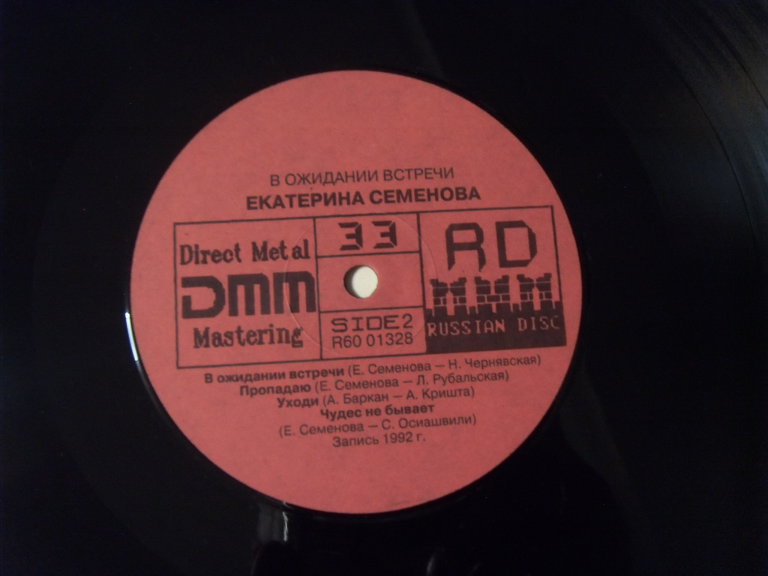 В ОЖИДАНИИ ВСТРЕЧИ
ЕКАТЕРИНА СЕМЕНОВА
Direct Metal
DMM
Mastering
33
SIDE2
R60 01328
RD
RUSSIAN DISC
В ожидании встречи (Е. Семенова — Н. Чернявская)
Пропадаю (Е. Семенова — Л. Рубальская)
Уходи (А. Баркан — А. Кришта)
Чудес не бывает
(Е. Семенова — С. Осиашвили)
Запись 1992 г.